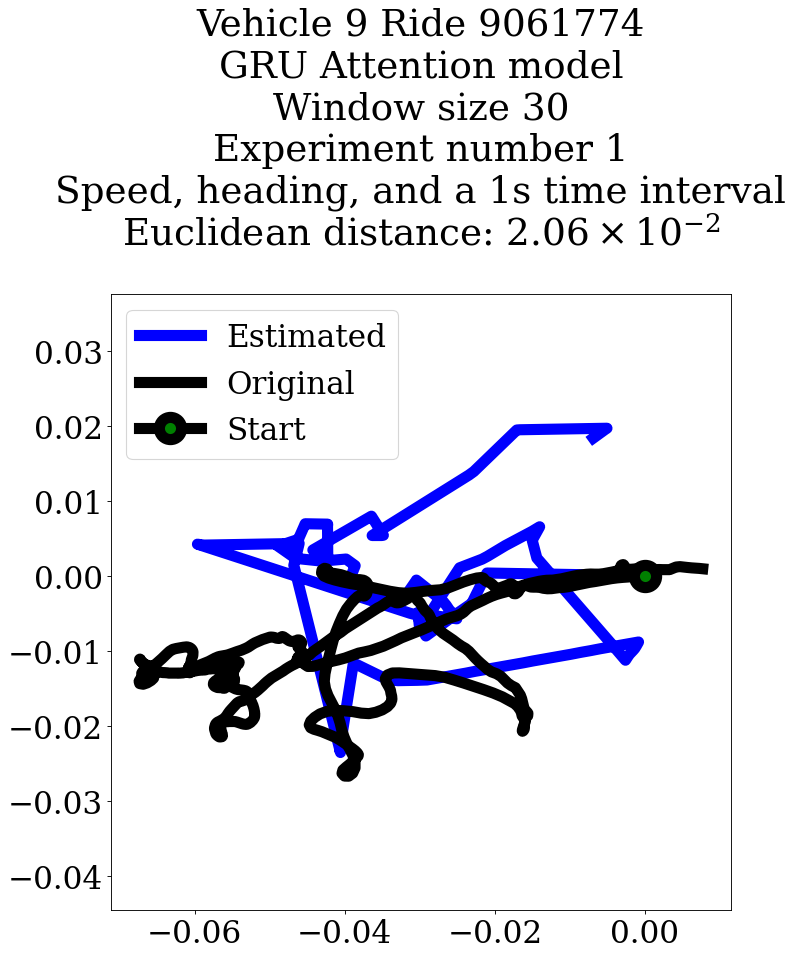 Vehicle 9 Ride 9061774
GRU Attention model
Window size 30
Experiment number 1
Speed, heading, and a 1s time interval
Euclidean distance: 2.06 × 10⁻²
Estimated
Original
Start
0.03
0.02
0.01
0.00
−0.01
−0.02
−0.03
−0.04
−0.06 −0.04 −0.02 0.00